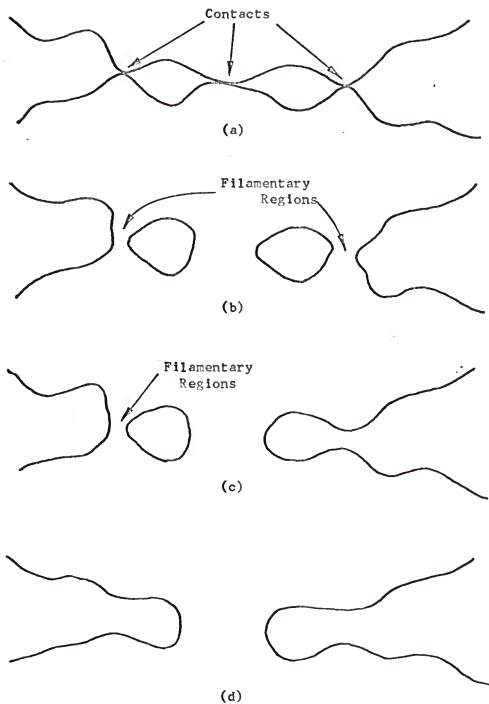 Contacts
(a)
Filamentary
Regions
(b)
Filamentary
Regions
(c)
(d)